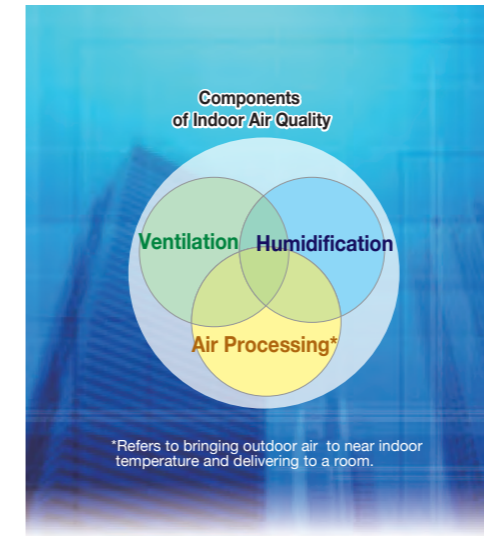 Components
of Indoor Air Quality
Ventilation
Humidification
Air Processing*
*Refers to bringing outdoor air to near indoor
temperature and delivering to a room.